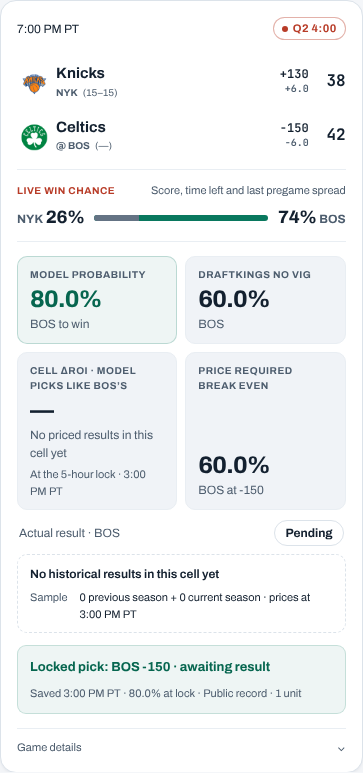 7:00 PM PT
Q2 4:00
Knicks
+130
38
NYK (15–15)
+6.0
Celtics
-150
42
@ BOS (—)
-6.0
LIVE WIN CHANCE
Score, time left and last pregame spread
NYK 26%
74% BOS
MODEL PROBABILITY
80.0%
BOS to win
DRAFTKINGS NO VIG
60.0%
BOS
CELL ΔROI · MODEL
PICKS LIKE BOS'S
—
No priced results in this
cell yet
At the 5-hour lock · 3:00
PM PT
PRICE REQUIRED
BREAK EVEN
60.0%
BOS at -150
Actual result · BOS
Pending
No historical results in this cell yet
Sample 0 previous season + 0 current season · prices at
3:00 PM PT
Locked pick: BOS -150 · awaiting result
Saved 3:00 PM PT · 80.0% at lock · Public record · 1 unit
Game details